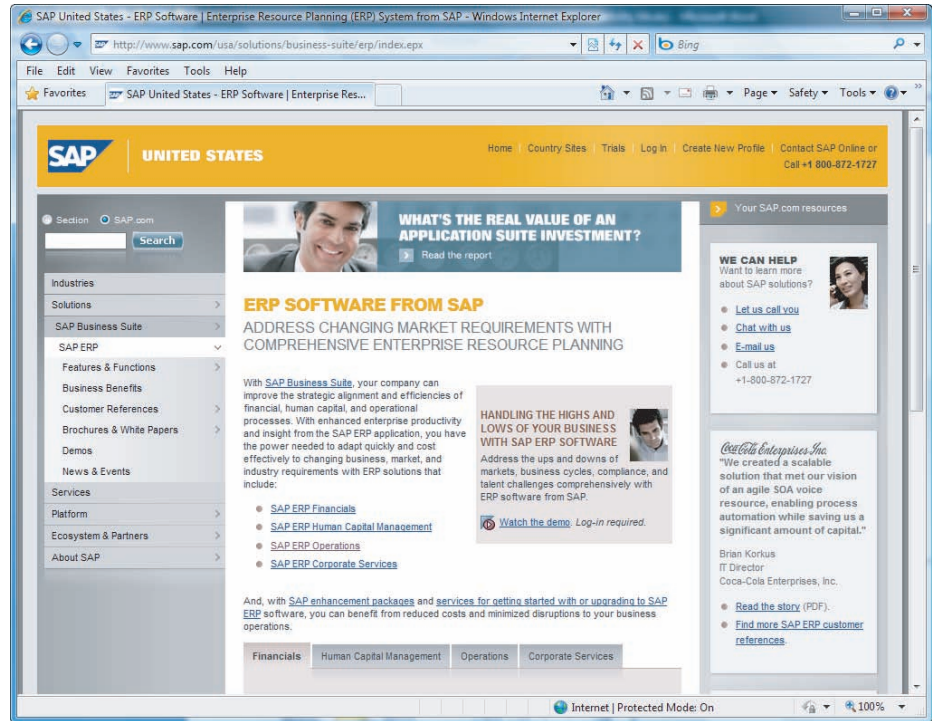 SAP United States - ERP Software | Enterprise Resource Planning (ERP) System from SAP - Windows Internet Explorer
http://www.sap.com/usa/solutions/business-suite/erp/index.epx
Bing
File Edit View Favorites Tools Help
Favorites
SAP United States - ERP Software | Enterprise Res...
Page Safety Tools
SAP
UNITED STATES
Home | Country Sites | Trials | Log In | Create New Profile | Contact SAP Online or
Call +1 800-872-1727
Section SAP.com
Search
Industries
Solutions
SAP Business Suite
SAP ERP
Features & Functions
Business Benefits
Customer References
Brochures & White Papers
Demos
News & Events
Services
Platform
Ecosystem & Partners
About SAP
WHAT'S THE REAL VALUE OF AN
APPLICATION SUITE INVESTMENT?
Read the report
ERP SOFTWARE FROM SAP
ADDRESS CHANGING MARKET REQUIREMENTS WITH
COMPREHENSIVE ENTERPRISE RESOURCE PLANNING
With SAP Business Suite, your company can
improve the strategic alignment and efficiencies of
financial, human capital, and operational
processes. With enhanced enterprise productivity
and insight from the SAP ERP application, you have
the power needed to adapt quickly and cost
effectively to changing business, market, and
industry requirements with ERP solutions that
include:
SAP ERP Financials
SAP ERP Human Capital Management
SAP ERP Operations
SAP ERP Corporate Services
HANDLING THE HIGHS AND
LOWS OF YOUR BUSINESS
WITH SAP ERP SOFTWARE
Address the ups and downs of
markets, business cycles, compliance, and
talent challenges comprehensively with
ERP software from SAP.
Watch the demo. Log-in required.
And, with SAP enhancement packages and services for getting started with or upgrading to SAP
ERP software, you can benefit from reduced costs and minimized disruptions to your business
operations.
Financials Human Capital Management Operations Corporate Services
Your SAP.com resources
WE CAN HELP
Want to learn more
about SAP solutions?
Let us call you
Chat with us
E-mail us
Call us at
+1-800-872-1727
Coca-Cola Enterprises Inc.
"We created a scalable
solution that met our vision
of an agile SOA voice
resource, enabling process
automation while saving us a
significant amount of capital."
Brian Korkus
IT Director
Coca-Cola Enterprises, Inc.
Read the story (PDF).
Find more SAP ERP customer
references.
Internet | Protected Mode: On
100%